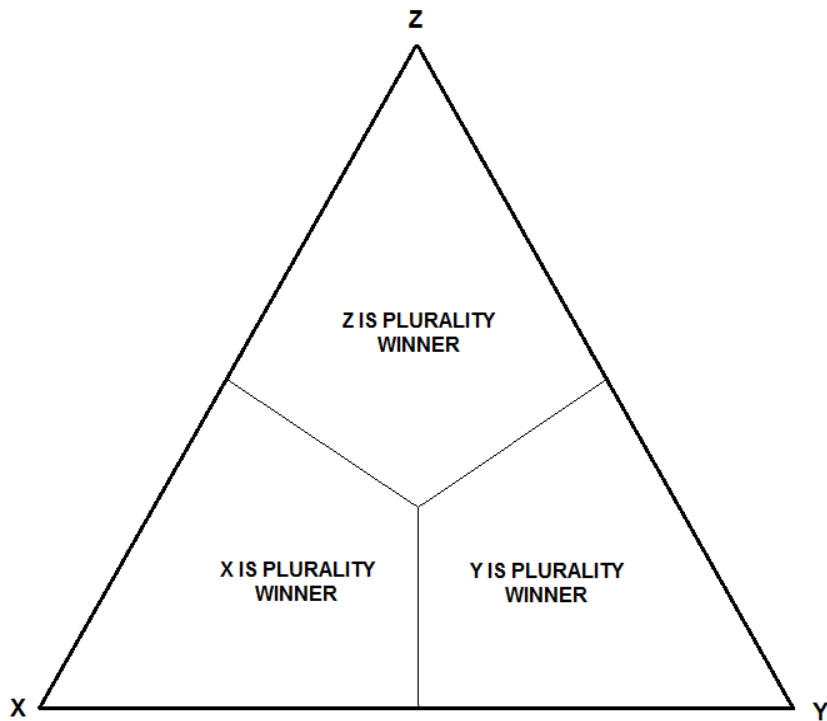 Z
Z IS PLURALITY
WINNER
X IS PLURALITY
WINNER
Y IS PLURALITY
WINNER
X
Y